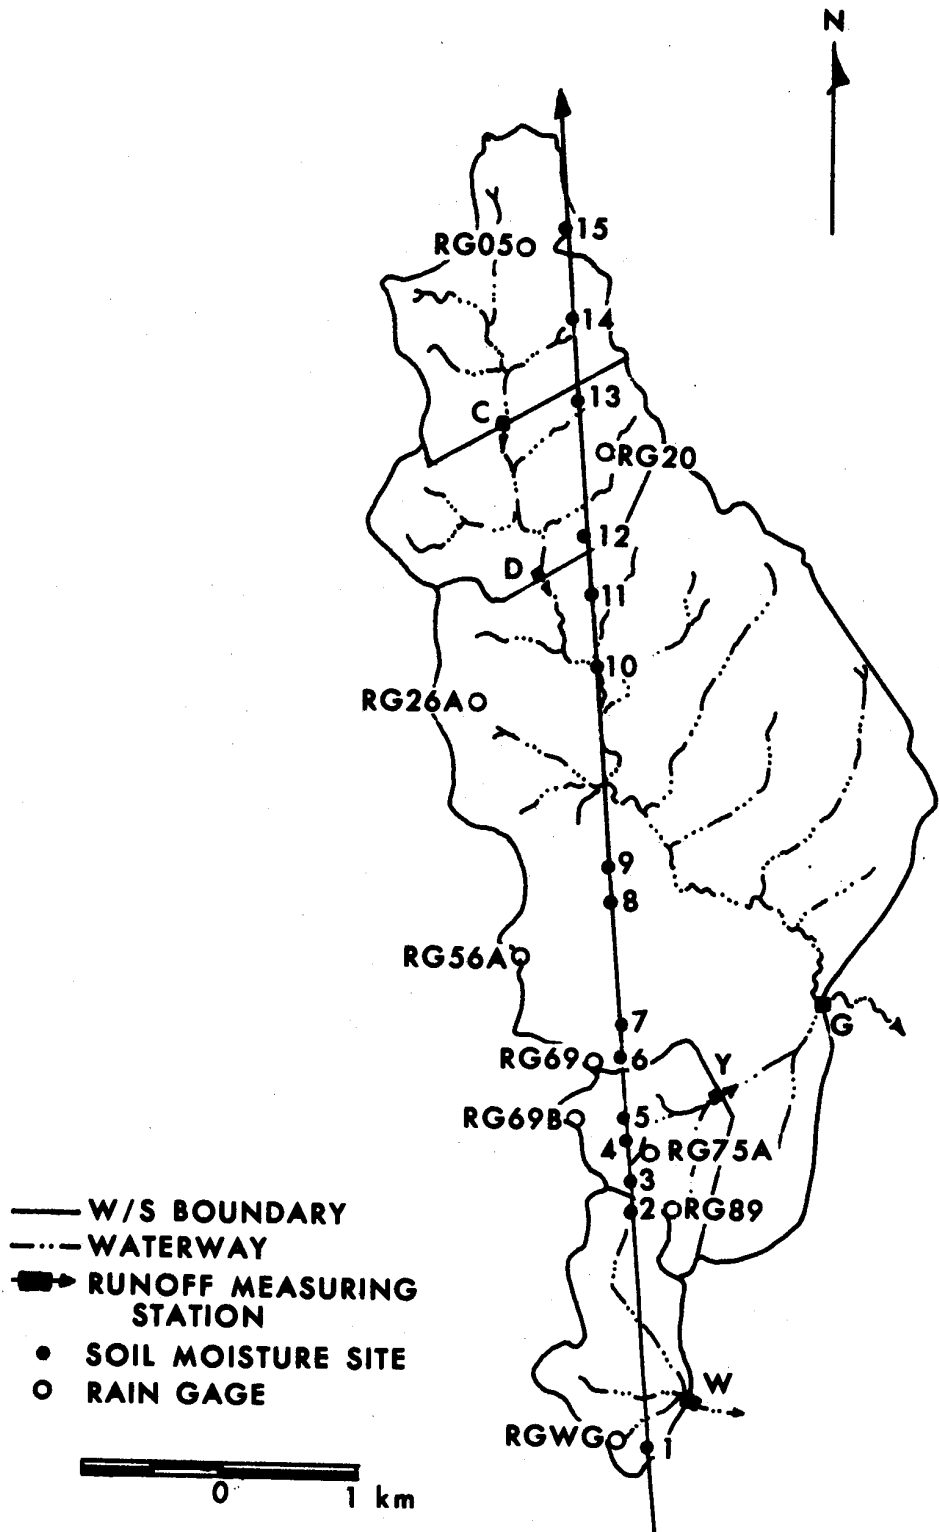 N
15
RG05
14
13
C
RG20
12
D
11
10
RG26A
9
8
RG56A
7
G
RG69
6
Y
RG69B
5
4
RG75A
3
2
RG89
W/S BOUNDARY
WATERWAY
RUNOFF MEASURING
STATION
SOIL MOISTURE SITE
RAIN GAGE
W
RGWG
1
0
1 km